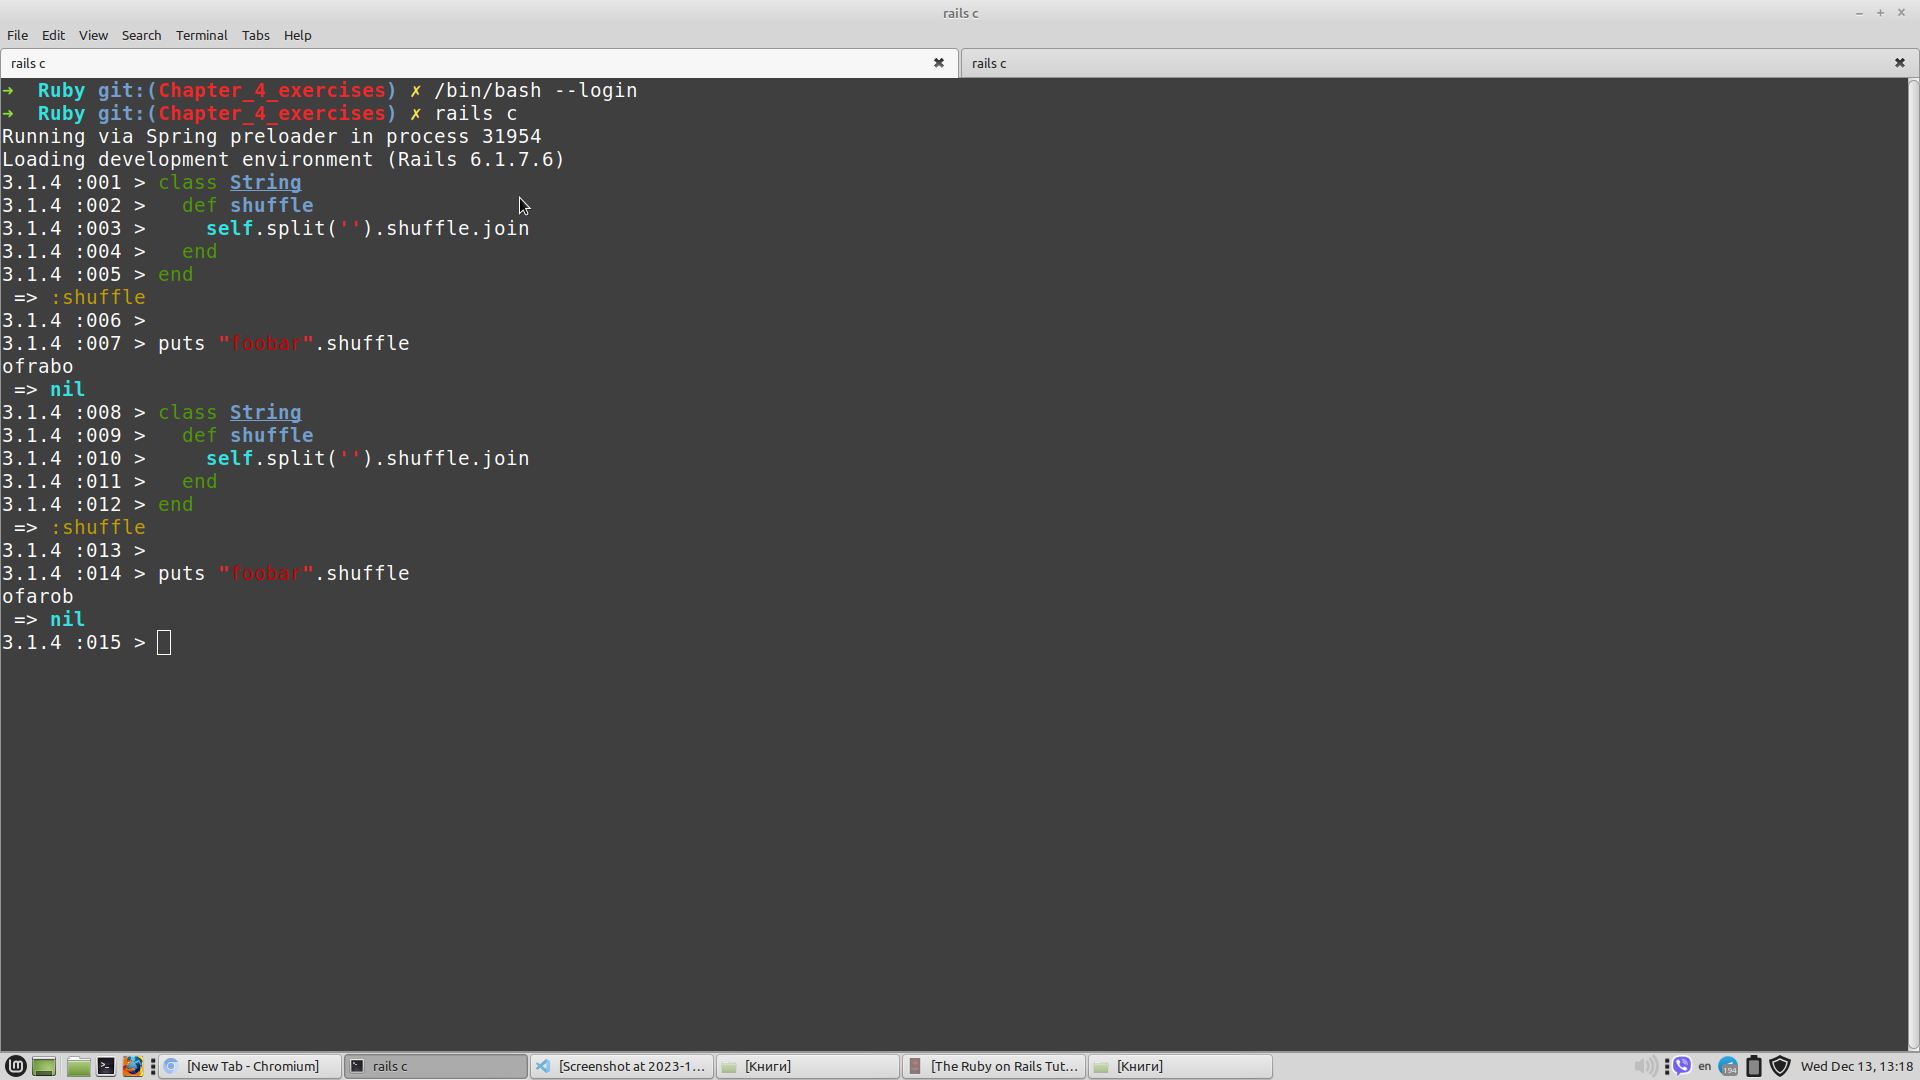 rails c
File Edit View Search Terminal Tabs Help
rails c
rails c
➜  Ruby git:(Chapter_4_exercises) ✗ /bin/bash --login
➜  Ruby git:(Chapter_4_exercises) ✗ rails c
Running via Spring preloader in process 31954
Loading development environment (Rails 6.1.7.6)
3.1.4 :001 > class String
3.1.4 :002 >   def shuffle
3.1.4 :003 >     self.split('').shuffle.join
3.1.4 :004 >   end
3.1.4 :005 > end
 => :shuffle
3.1.4 :006 >
3.1.4 :007 > puts "foobar".shuffle
ofrabo
 => nil
3.1.4 :008 > class String
3.1.4 :009 >   def shuffle
3.1.4 :010 >     self.split('').shuffle.join
3.1.4 :011 >   end
3.1.4 :012 > end
 => :shuffle
3.1.4 :013 >
3.1.4 :014 > puts "foobar".shuffle
ofarob
 => nil
3.1.4 :015 >
[New Tab - Chromium] rails c [Screenshot at 2023-1... [Книги] [The Ruby on Rails Tut... [Книги] en 194 Wed Dec 13, 13:18